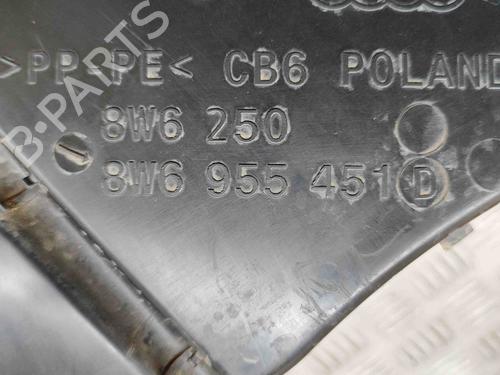 >PP-PE< CB6 POLAND
8W6 250
8W6 955 451 D
B-PARTS